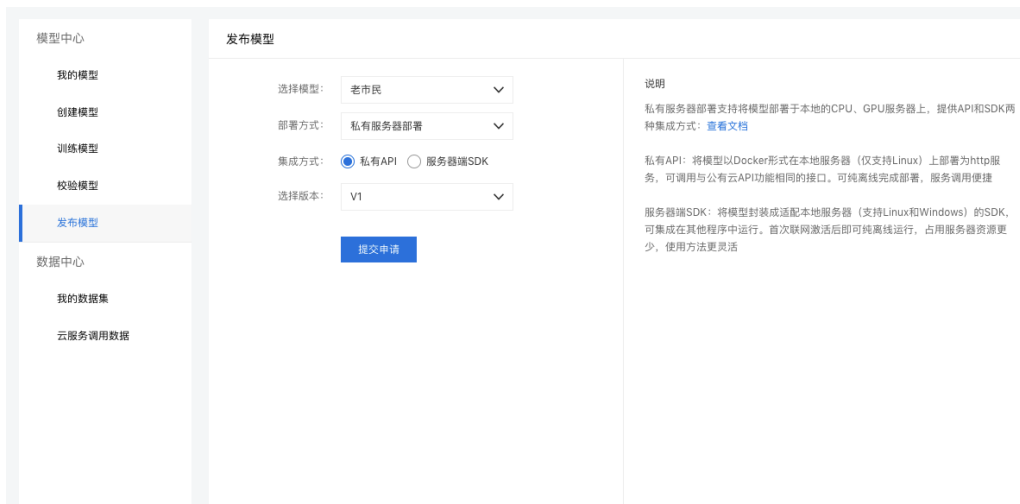 模型中心
我的模型
创建模型
训练模型
校验模型
发布模型
数据中心
我的数据集
云服务调用数据
发布模型
选择模型： 老市民
部署方式： 私有服务器部署
集成方式： 私有API 服务器端SDK
选择版本： V1
提交申请
说明
私有服务器部署支持将模型部署于本地的CPU、GPU服务器上，提供API和SDK两
种集成方式：查看文档
私有API：将模型以Docker形式在本地服务器（仅支持Linux）上部署为http服
务，可调用与公有云API功能相同的接口。可纯离线完成部署，服务调用便捷
服务器端SDK：将模型封装成适配本地服务器（支持Linux和Windows）的SDK，
可集成在其他程序中运行。首次联网激活后即可纯离线运行，占用服务器资源更
少，使用方法更灵活